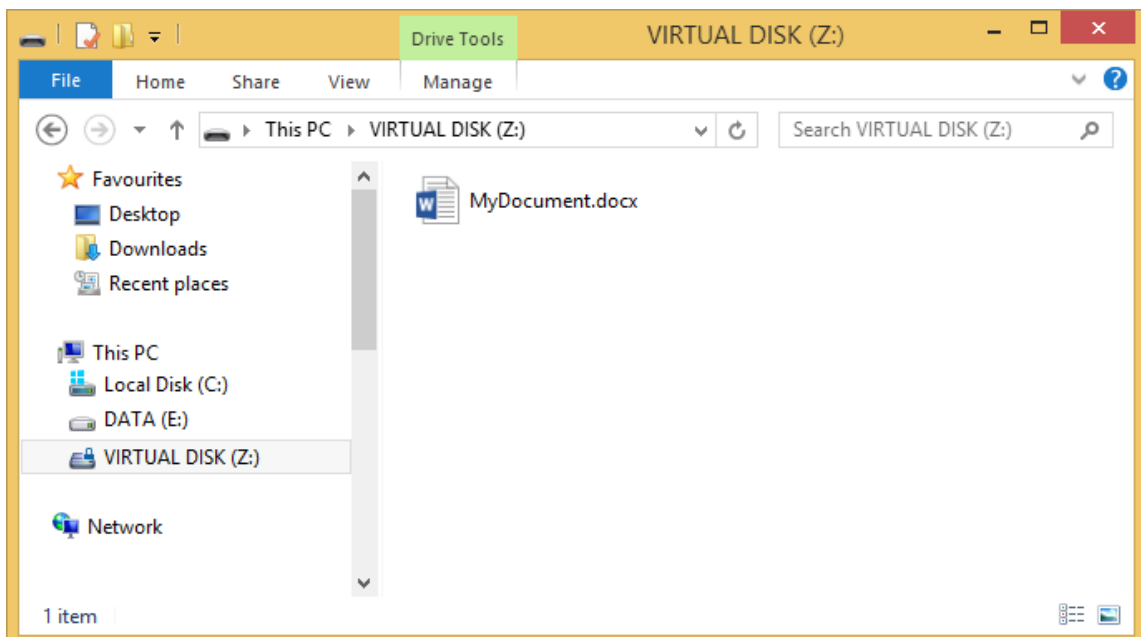 Drive Tools
VIRTUAL DISK (Z:)
File Home Share View Manage
This PC VIRTUAL DISK (Z:)
Search VIRTUAL DISK (Z:)
Favourites
Desktop
Downloads
Recent places
This PC
Local Disk (C:)
DATA (E:)
VIRTUAL DISK (Z:)
Network
MyDocument.docx
1 item